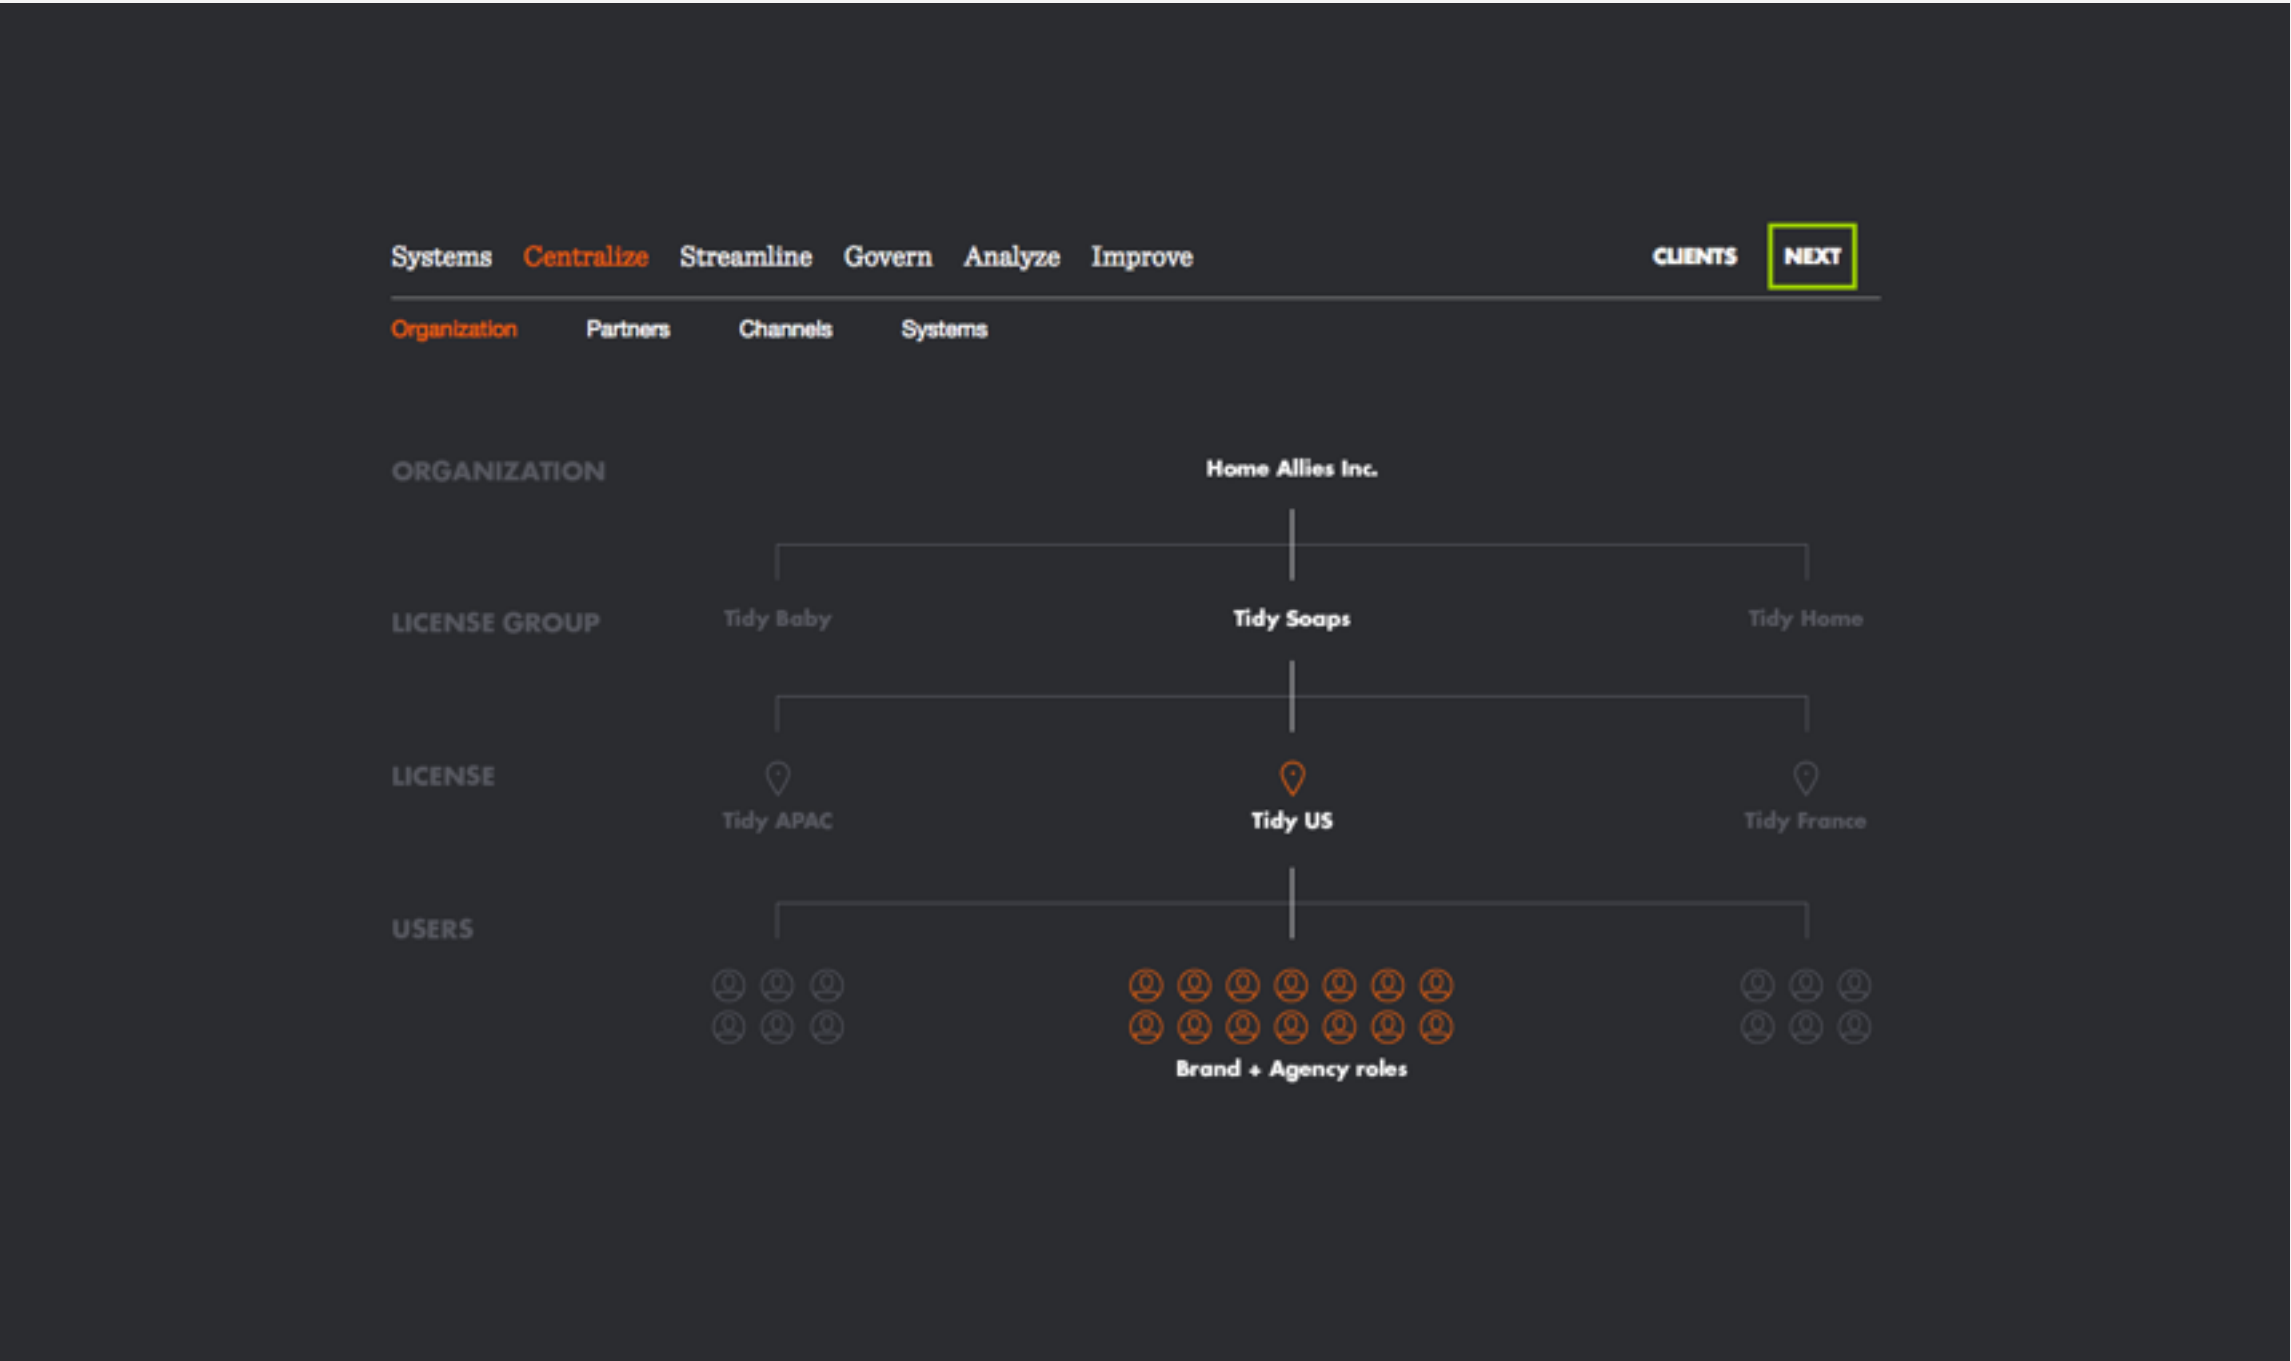 Systems Centralize Streamline Govern Analyze Improve CLIENTS NEXT
Organization Partners Channels Systems
ORGANIZATION Home Allies Inc.
LICENSE GROUP Tidy Baby Tidy Soaps Tidy Home
LICENSE
Tidy APAC Tidy US Tidy France
USERS
Brand + Agency roles